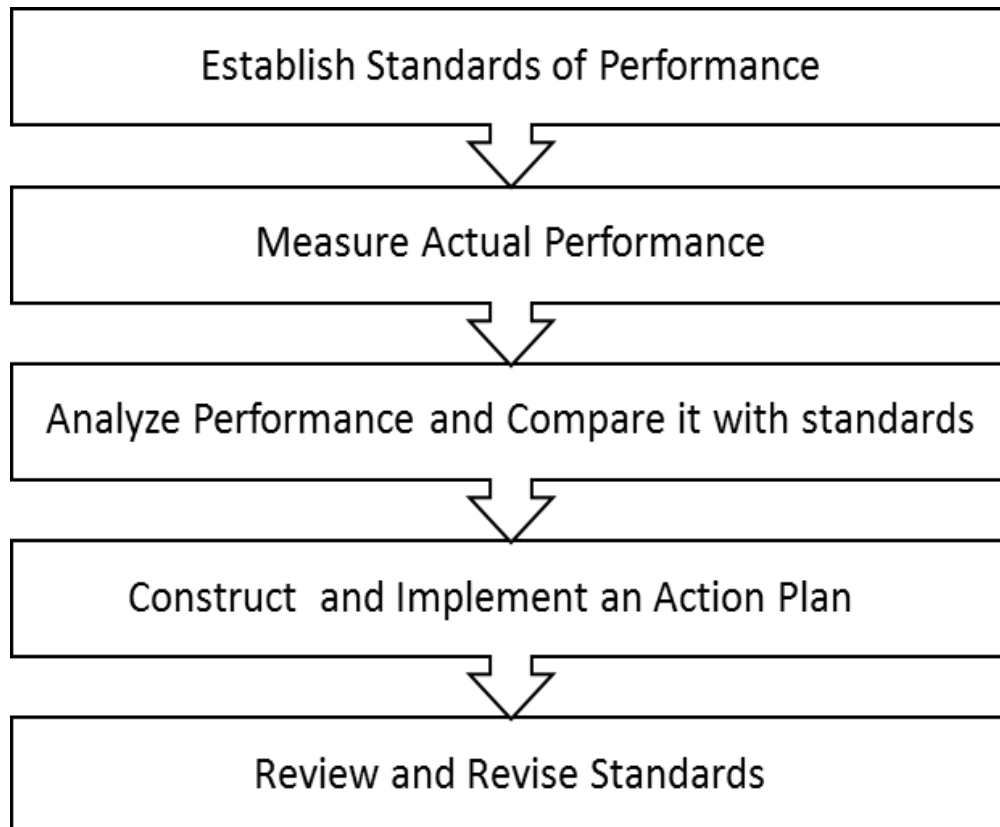 Establish Standards of Performance
Measure Actual Performance
Analyze Performance and Compare it with standards
Construct and Implement an Action Plan
Review and Revise Standards